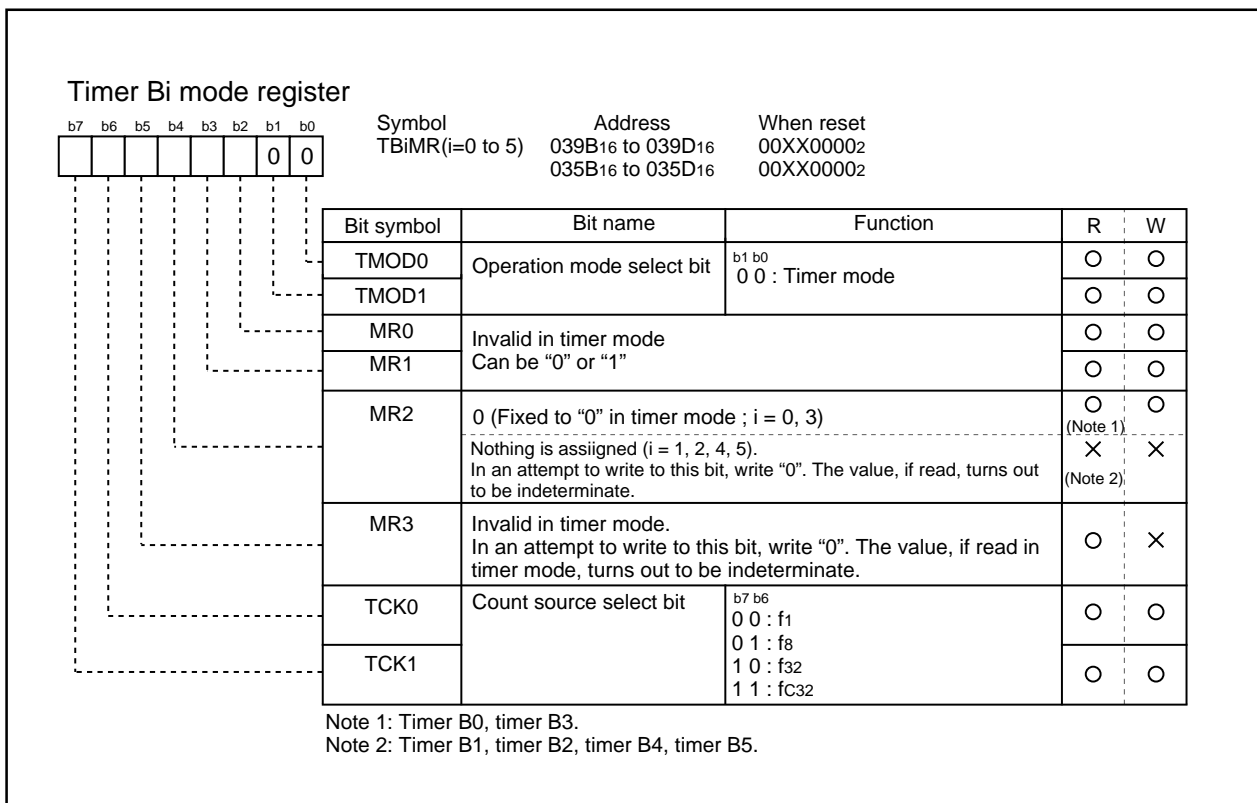 Timer Bi mode register
b7 b6 b5 b4 b3 b2 b1 b0
0 0
Symbol Address When reset
TBiMR(i=0 to 5) 039B16 to 039D16 00XX00002
035B16 to 035D16 00XX00002
Bit symbol Bit name Function R W
TMOD0 Operation mode select bit b1 b0
0 0 : Timer mode
TMOD1
MR0 Invalid in timer mode
MR1 Can be “0” or “1”
MR2 0 (Fixed to “0” in timer mode ; i = 0, 3)
(Note 1)
Nothing is assiigned (i = 1, 2, 4, 5).
In an attempt to write to this bit, write “0”. The value, if read, turns out
to be indeterminate.
(Note 2)
MR3 Invalid in timer mode.
In an attempt to write to this bit, write “0”. The value, if read in
timer mode, turns out to be indeterminate.
TCK0 Count source select bit b7 b6
0 0 : f1
0 1 : f8
TCK1 1 0 : f32
1 1 : fC32
Note 1: Timer B0, timer B3.
Note 2: Timer B1, timer B2, timer B4, timer B5.